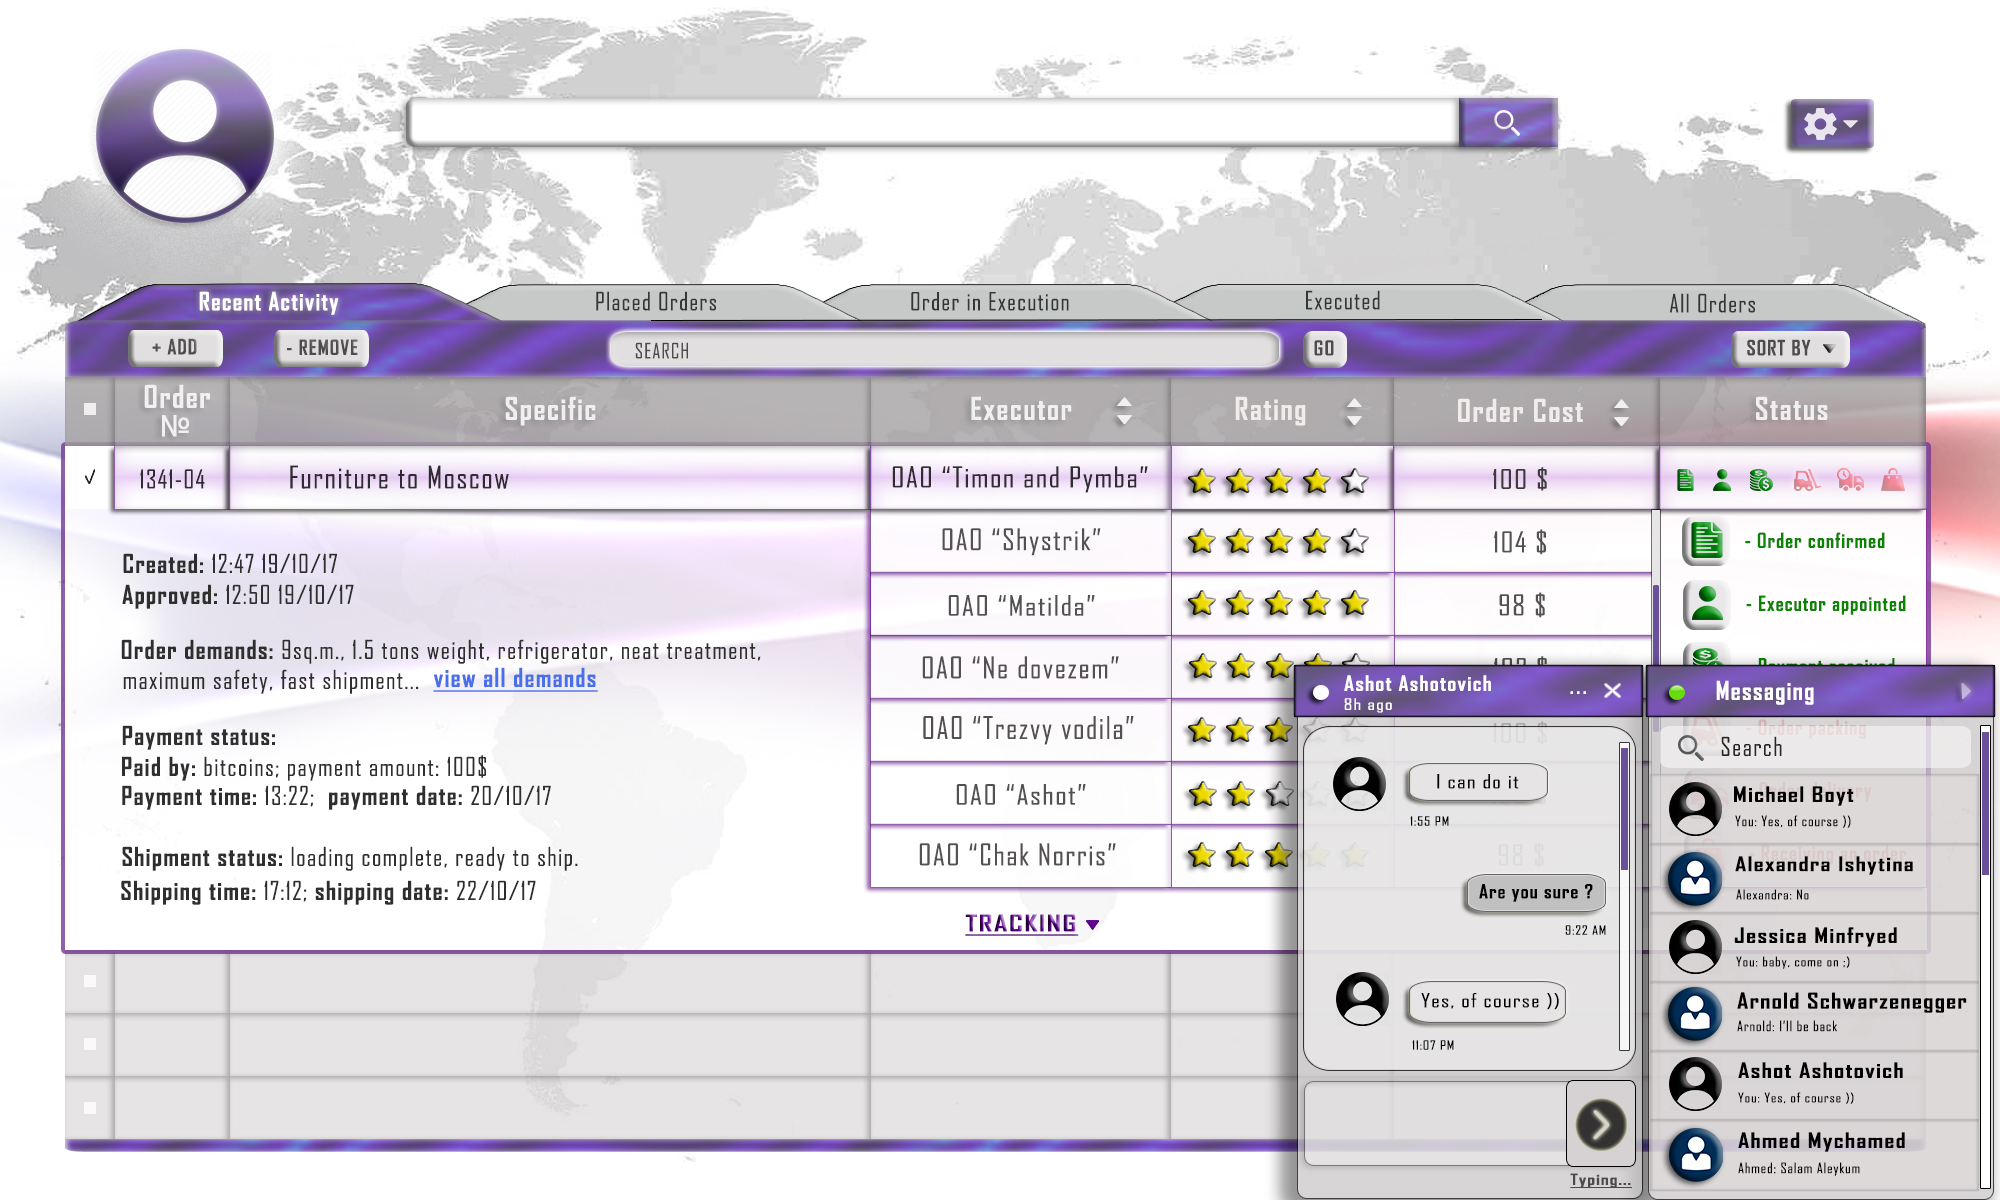 Recent Activity
Placed Orders
Order in Execution
Executed
All Orders
+ ADD
- REMOVE
SEARCH
GO
SORT BY
Order
№
Specific
Executor
Rating
Order Cost
Status
✓
1341-04
Furniture to Moscow
OAO “Timon and Pymba”
100 $
OAO “Shystrik”
104 $
- Order confirmed
OAO “Matilda”
98 $
- Executor appointed
OAO “Ne dovezem”
- Payment received
OAO “Trezvy vodila”
100 $
- Order packing
OAO “Ashot”
OAO “Chak Norris”
98 $
Created: 12:47 19/10/17
Approved: 12:50 19/10/17
Order demands: 9sq.m., 1.5 tons weight, refrigerator, neat treatment,
maximum safety, fast shipment... view all demands
Payment status:
Paid by: bitcoins; payment amount: 100$
Payment time: 13:22; payment date: 20/10/17
Shipment status: loading complete, ready to ship.
Shipping time: 17:12; shipping date: 22/10/17
TRACKING
Ashot Ashotovich
8h ago
...
I can do it
1:55 PM
Are you sure ?
9:22 AM
Yes, of course ))
11:07 PM
Typing...
Messaging
Search
Michael Boyt
You: Yes, of course ))
Alexandra Ishytina
Alexandra: No
Jessica Minfryed
You: baby, come on ;)
Arnold Schwarzenegger
Arnold: I'll be back
Ashot Ashotovich
You: Yes, of course ))
Ahmed Mychamed
Ahmed: Salam Aleykum